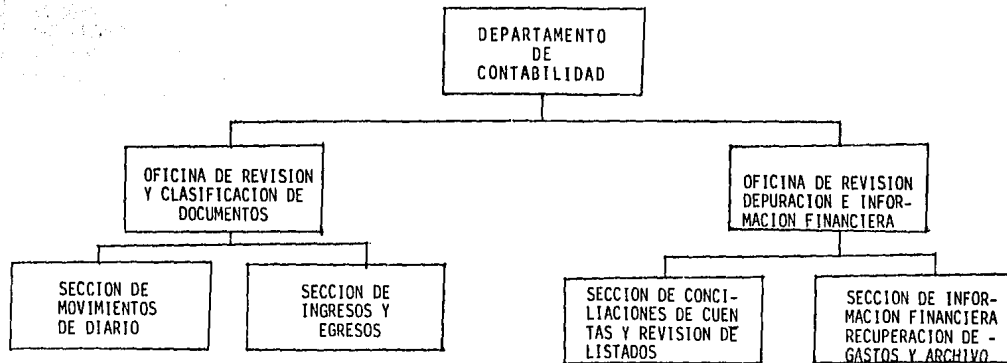 DEPARTAMENTO
DE
CONTABILIDAD
OFICINA DE REVISION
Y CLASIFICACION DE
DOCUMENTOS
OFICINA DE REVISION
DEPURACION E INFOR-
MACION FINANCIERA
SECCION DE
MOVIMIENTOS
DE DIARIO
SECCION DE
INGRESOS Y
EGRESOS
SECCION DE CONCI-
LIACIONES DE CUEN
TAS Y REVISION DE
LISTADOS
SECCION DE INFOR-
MACION FINANCIERA
RECUPERACION DE -
GASTOS Y ARCHIVO